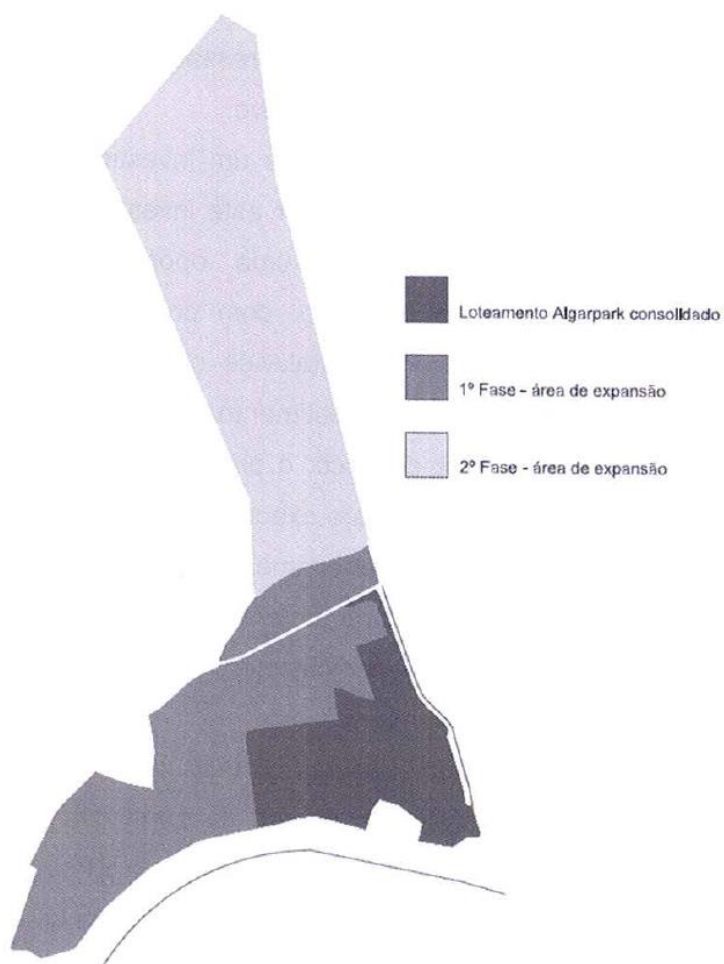 Loteamento Algarpark consolidado
1º Fase - área de expansão
2º Fase - área de expansão